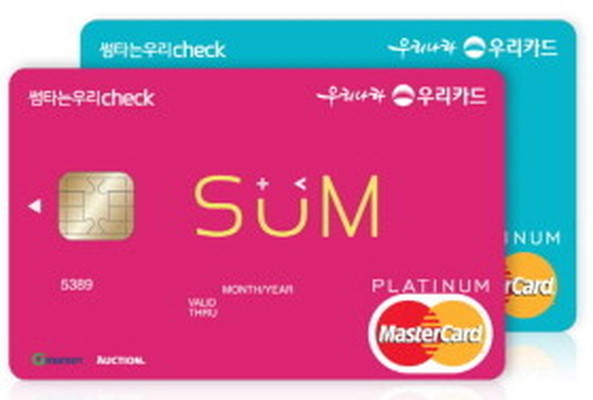 썸타는우리check
우리나라 우리카드
썸타는우리check
우리나라 우리카드
SuM
5389
MONTH/YEAR
VALID
THRU
PLATINUM
INUM
MasterCard
rCard
AUCTION.